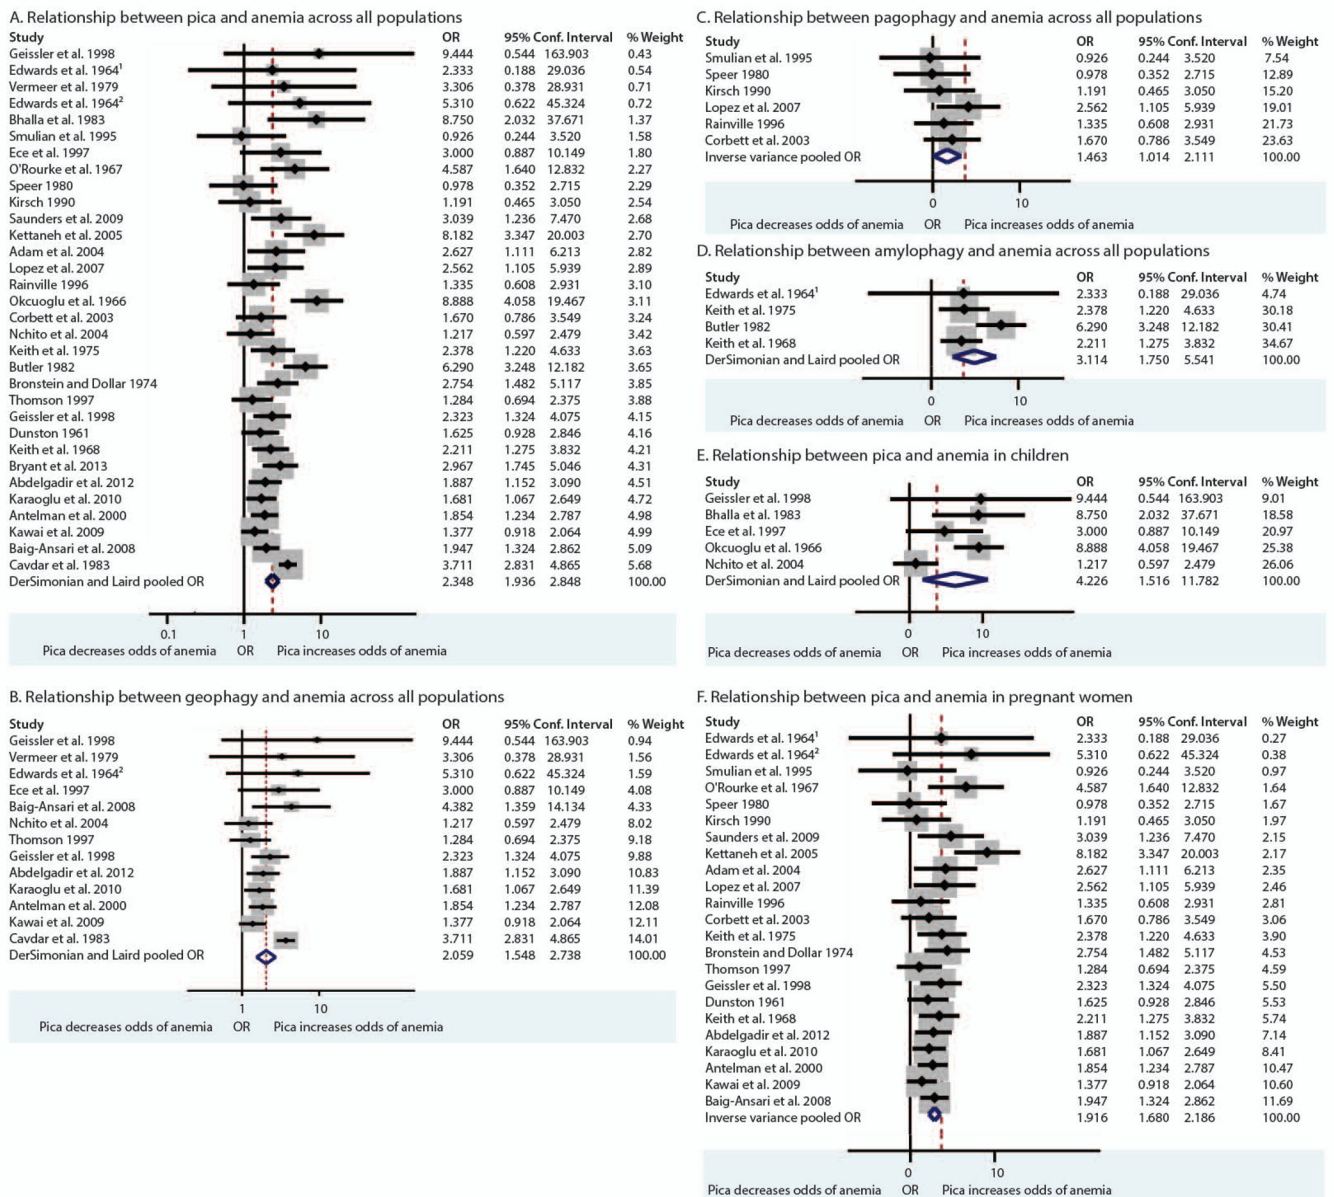 A. Relationship between pica and anemia across all populations
Study OR 95% Conf. Interval % Weight
Geissler et al. 1998 9.444 0.544 163.903 0.43
Edwards et al. 1964¹ 2.333 0.188 29.036 0.54
Vermeer et al. 1979 3.306 0.378 28.931 0.71
Edwards et al. 1964² 5.310 0.622 45.324 0.72
Bhalla et al. 1983 8.750 2.032 37.671 1.37
Smulian et al. 1995 0.926 0.244 3.520 1.58
Ece et al. 1997 3.000 0.887 10.149 1.80
O'Rourke et al. 1967 4.587 1.640 12.832 2.27
Speer 1980 0.978 0.352 2.715 2.29
Kirsch 1990 1.191 0.465 3.050 2.54
Saunders et al. 2009 3.039 1.236 7.470 2.68
Kettaneh et al. 2005 8.182 3.347 20.003 2.70
Adam et al. 2004 2.627 1.111 6.213 2.82
Lopez et al. 2007 2.562 1.105 5.939 2.89
Rainville 1996 1.335 0.608 2.931 3.10
Okcuoglu et al. 1966 8.888 4.058 19.467 3.11
Corbett et al. 2003 1.670 0.786 3.549 3.24
Nchito et al. 2004 1.217 0.597 2.479 3.42
Keith et al. 1975 2.378 1.220 4.633 3.63
Butler 1982 6.290 3.248 12.182 3.65
Bronstein and Dollar 1974 2.754 1.482 5.117 3.85
Thomson 1997 1.284 0.694 2.375 3.88
Geissler et al. 1998 2.323 1.324 4.075 4.15
Dunston 1961 1.625 0.928 2.846 4.16
Keith et al. 1968 2.211 1.275 3.832 4.21
Bryant et al. 2013 2.967 1.745 5.046 4.31
Abdelgadir et al. 2012 1.887 1.152 3.090 4.51
Karaoglu et al. 2010 1.681 1.067 2.649 4.72
Antelman et al. 2000 1.854 1.234 2.787 4.98
Kawai et al. 2009 1.377 0.918 2.064 4.99
Baig-Ansari et al. 2008 1.947 1.324 2.862 5.09
Cavdar et al. 1983 3.711 2.831 4.865 5.68
DerSimonian and Laird pooled OR 2.348 1.936 2.848 100.00
0.1 1 10
Pica decreases odds of anemia OR Pica increases odds of anemia
B. Relationship between geophagy and anemia across all populations
Study OR 95% Conf. Interval % Weight
Geissler et al. 1998 9.444 0.544 163.903 0.94
Vermeer et al. 1979 3.306 0.378 28.931 1.56
Edwards et al. 1964² 5.310 0.622 45.324 1.59
Ece et al. 1997 3.000 0.887 10.149 4.08
Baig-Ansari et al. 2008 4.382 1.359 14.134 4.33
Nchito et al. 2004 1.217 0.597 2.479 8.02
Thomson 1997 1.284 0.694 2.375 9.18
Geissler et al. 1998 2.323 1.324 4.075 9.88
Abdelgadir et al. 2012 1.887 1.152 3.090 10.83
Karaoglu et al. 2010 1.681 1.067 2.649 11.39
Antelman et al. 2000 1.854 1.234 2.787 12.08
Kawai et al. 2009 1.377 0.918 2.064 12.11
Cavdar et al. 1983 3.711 2.831 4.865 14.01
DerSimonian and Laird pooled OR 2.059 1.548 2.738 100.00
1 10
Pica decreases odds of anemia OR Pica increases odds of anemia
C. Relationship between pagophagy and anemia across all populations
Study OR 95% Conf. Interval % Weight
Smulian et al. 1995 0.926 0.244 3.520 7.54
Speer 1980 0.978 0.352 2.715 12.89
Kirsch 1990 1.191 0.465 3.050 15.20
Lopez et al. 2007 2.562 1.105 5.939 19.01
Rainville 1996 1.335 0.608 2.931 21.73
Corbett et al. 2003 1.670 0.786 3.549 23.63
Inverse variance pooled OR 1.463 1.014 2.111 100.00
0 10
Pica decreases odds of anemia OR Pica increases odds of anemia
D. Relationship between amylophagy and anemia across all populations
Study OR 95% Conf. Interval % Weight
Edwards et al. 1964¹ 2.333 0.188 29.036 4.74
Keith et al. 1975 2.378 1.220 4.633 30.18
Butler 1982 6.290 3.248 12.182 30.41
Keith et al. 1968 2.211 1.275 3.832 34.67
DerSimonian and Laird pooled OR 3.114 1.750 5.541 100.00
0 10
Pica decreases odds of anemia OR Pica increases odds of anemia
E. Relationship between pica and anemia in children
Study OR 95% Conf. Interval % Weight
Geissler et al. 1998 9.444 0.544 163.903 9.01
Bhalla et al. 1983 8.750 2.032 37.671 18.58
Ece et al. 1997 3.000 0.887 10.149 20.97
Okcuoglu et al. 1966 8.888 4.058 19.467 25.38
Nchito et al. 2004 1.217 0.597 2.479 26.06
DerSimonian and Laird pooled OR 4.226 1.516 11.782 100.00
0 10
Pica decreases odds of anemia OR Pica increases odds of anemia
F. Relationship between pica and anemia in pregnant women
Study OR 95% Conf. Interval % Weight
Edwards et al. 1964¹ 2.333 0.188 29.036 0.27
Edwards et al. 1964² 5.310 0.622 45.324 0.38
Smulian et al. 1995 0.926 0.244 3.520 0.97
O'Rourke et al. 1967 4.587 1.640 12.832 1.64
Speer 1980 0.978 0.352 2.715 1.67
Kirsch 1990 1.191 0.465 3.050 1.97
Saunders et al. 2009 3.039 1.236 7.470 2.15
Kettaneh et al. 2005 8.182 3.347 20.003 2.17
Adam et al. 2004 2.627 1.111 6.213 2.35
Lopez et al. 2007 2.562 1.105 5.939 2.46
Rainville 1996 1.335 0.608 2.931 2.81
Corbett et al. 2003 1.670 0.786 3.549 3.06
Keith et al. 1975 2.378 1.220 4.633 3.90
Bronstein and Dollar 1974 2.754 1.482 5.117 4.53
Thomson 1997 1.284 0.694 2.375 4.59
Geissler et al. 1998 2.323 1.324 4.075 5.50
Dunston 1961 1.625 0.928 2.846 5.53
Keith et al. 1968 2.211 1.275 3.832 5.74
Abdelgadir et al. 2012 1.887 1.152 3.090 7.14
Karaoglu et al. 2010 1.681 1.067 2.649 8.41
Antelman et al. 2000 1.854 1.234 2.787 10.47
Kawai et al. 2009 1.377 0.918 2.064 10.60
Baig-Ansari et al. 2008 1.947 1.324 2.862 11.69
Inverse variance pooled OR 1.916 1.680 2.186 100.00
0 10
Pica decreases odds of anemia OR Pica increases odds of anemia